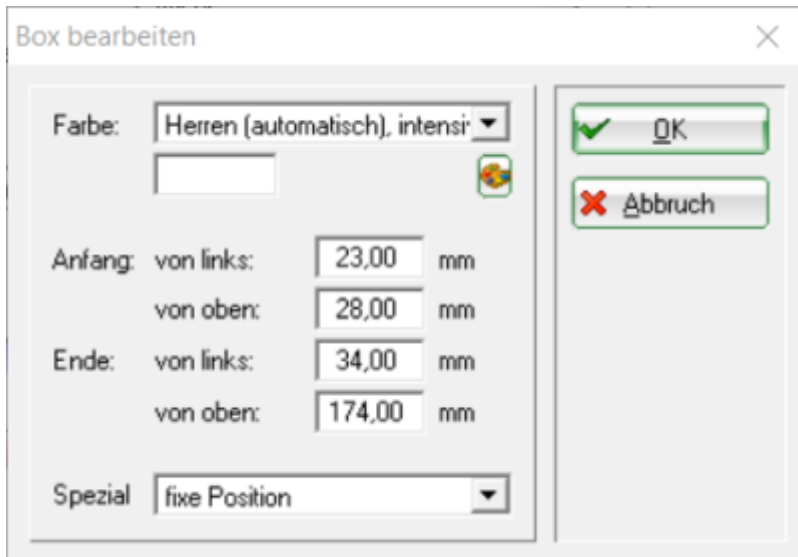 Box bearbeiten
Farbe: Herren (automatisch), intensi
OK
Abbruch
Anfang: von links: 23,00 mm
von oben: 28,00 mm
Ende: von links: 34,00 mm
von oben: 174,00 mm
Spezial fixe Position